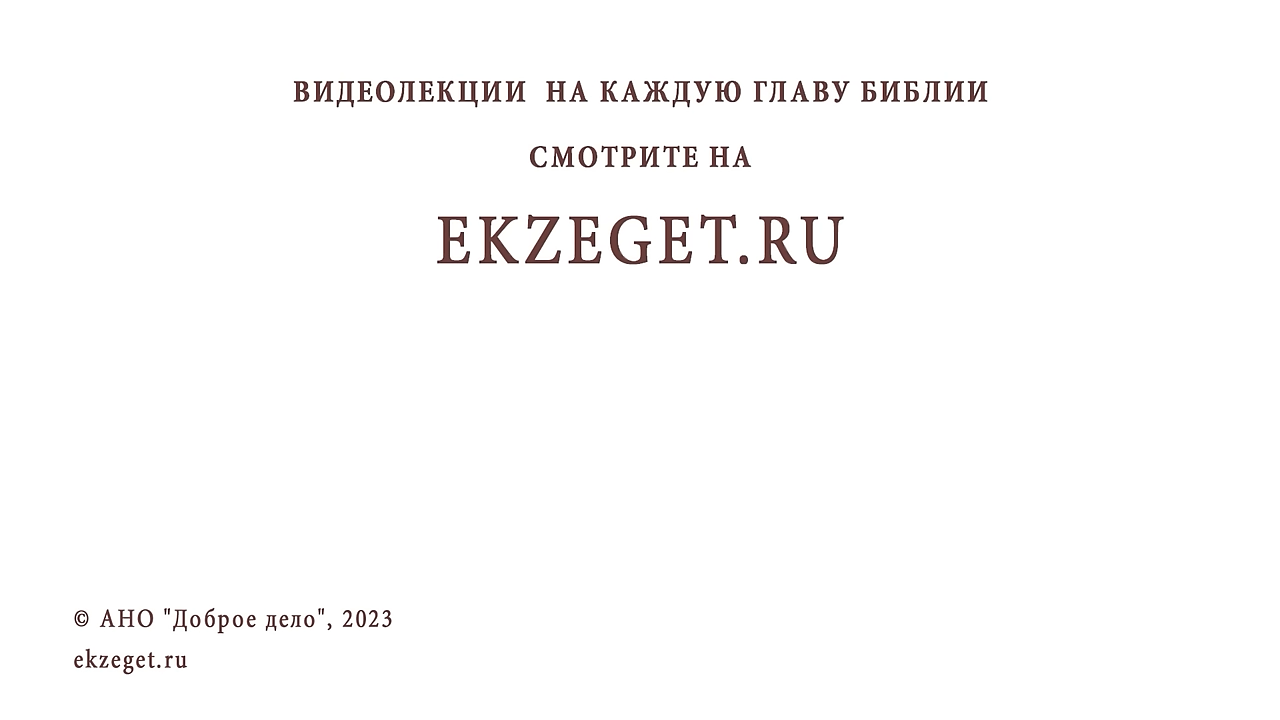 ВИДЕОЛЕКЦИИ НА КАЖДУЮ ГЛАВУ БИБЛИИ
СМОТРИТЕ НА
EKZEGET.RU
© АНО "Доброе дело", 2023
ekzeget.ru